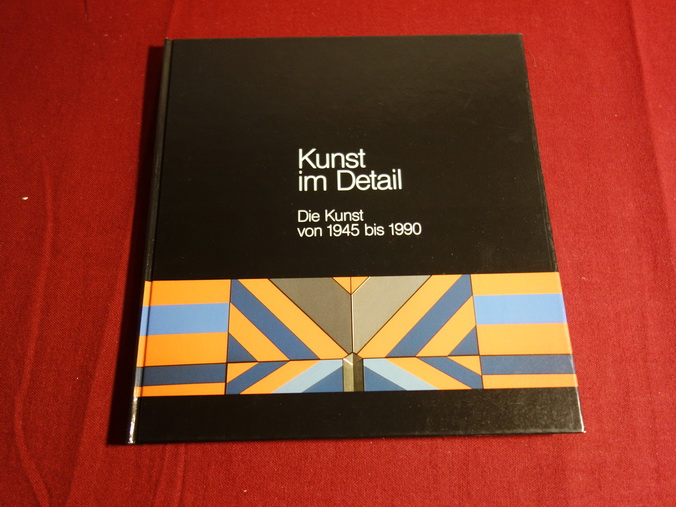 Kunst
im Detail
Die Kunst
von 1945 bis 1990